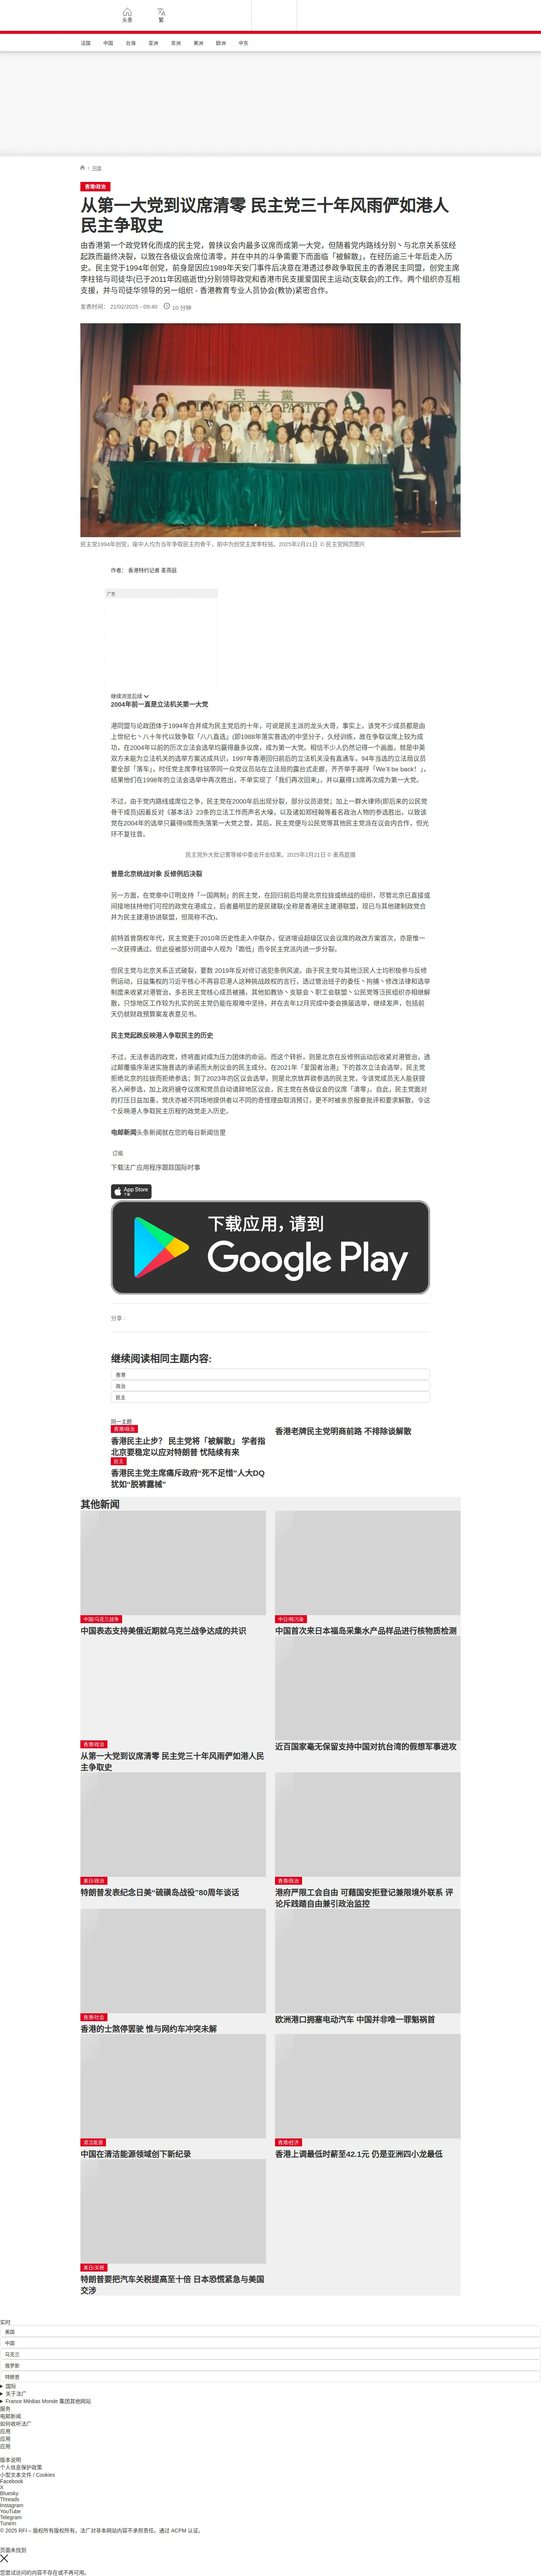 头条
繁
法国
中国
台海
亚洲
非洲
美洲
欧洲
中东
/ 中国
香港/政治
从第一大党到议席清零 民主党三十年风雨俨如港人
民主争取史
由香港第一个政党转化而成的民主党，曾挟议会内最多议席而成第一大党，但随着党内路线分别丶与北京关系弦经
起跌而最终决裂，以致在各级议会席位清零，并在中共的斗争需要下而面临「被解散」，在经历逾三十年后走入历
史。民主党于1994年创党，前身是因应1989年天安门事件后决意在港透过参政争取民主的香港民主同盟，创党主席
李柱铭与司徒华(已于2011年因癌逝世)分别领导政党和香港市民支援爱国民主运动(支联会)的工作。两个组织亦互相
支援，并与司徒华领导的另一组织 - 香港教育专业人员协会(教协)紧密合作。
发表时间： 21/02/2025 - 09:40
10 分钟
民主党1994年创党，座中人均为当年争取民主的骨干，前中为创党主席李柱铭。2025年2月21日 © 民主党网页图片
作者： 香港特约记者 麦燕庭
广告
继续浏览后续
2004年前一直是立法机关第一大党
港同盟与论政团体于1994年合并成为民主党后的十年，可说是民主派的龙头大哥，事实上，该党不少成员都是由
上世纪七丶八十年代以致争取「八八直选」(即1988年落实普选)的中坚分子，久经训练，故在争取议席上较为成
功，在2004年以前的历次立法会选举均赢得最多议席，成为第一大党。相信不少人仍然记得一个画面，就是中英
双方未能为立法机关的选举方案达成共识，1997年香港回归前后的立法机关没有直通车，94年当选的立法局议员
要全部「落车」，时任党主席李柱铭带同一众党议员站在立法局的露台式走廊，齐齐举手高呼「We'll be back！」，
结果他们在1998年的立法会选举中再次胜出，不单实现了「我们再次回来」，并以赢得13席再次成为第一大党。
不过，由于党内路线或席位之争，民主党在2000年后出现分裂，部分议员退党；加上一群大律师(即后来的公民党
骨干成员)因着反对《基本法》23条的立法工作而声名大噪，以及诸如郑经翰等着名政治人物的参选胜出，以致该
党在2004年的选举只赢得9席而失落第一大党之誉。其后，民主党便与公民党等其他民主党派在议会内合作，但光
环不复往昔。
民主党外大批记者等候中委会开会结果。2025年2月21日 © 麦燕庭摄
曾是北京统战对象 反修例后决裂
另一方面，在党章中订明支持「一国两制」的民主党，在回归前后均是北京拉拢或统战的组织，尽管北京已直接或
间接地扶持他们可控的政党在港成立，后者最明显的是民建联(全称是香港民主建港联盟，现已与其他建制政党合
并为民主建港协进联盟，但简称不改)。
前特首曾荫权年代，民主党更于2010年历史性走入中联办，促进增设超级区议会议席的政改方案首次，亦是惟一
一次获得通过。但此役被部分同道中人视为「跪低」而令民主党派内进一步分裂。
但民主党与北京关系正式破裂，要数 2019年反对修订逃犯条例风波。由于民主党与其他泛民人士均积极参与反修
例运动，日益集权的习近平核心不再容忍港人这种挑战政权的言行，透过管治班子的委任丶拘捕丶修改法律和选举
制度来收紧对港管治，多名民主党核心成员被捕，其他如教协丶支联会丶职工会联盟丶公民党等泛民组织亦相继解
散，只馀地区工作较为扎实的民主党仍能在艰难中坚持，并在去年12月完成中委会换届选举，继续发声，包括前
天仍就财政预算案发表意见书。
民主党起跌反映港人争取民主的历史
不过，无法参选的政党，终将面对成为压力团体的命运。而这个转折，则是北京在反修例运动后收紧对港管治，透
过颠覆循序渐进实施普选的承诺而大削议会的民主成分。在2021年「爱国者治港」下的首次立法会选举，民主党
拒绝北京的拉拢而拒绝参选；到了2023年的区议会选举，则是北京放弃欲参选的民主党，令该党成员无人能获提
名入闸参选，加上政府褫夺议席和党员自动请辞地区议会，民主党在各级议会的议席「清零」。自此，民主党面对
的打压日益加重，党庆亦被不同场地提供者以不同的奇怪理由取消预订，更不时被亲京报章批评和要求解散，令这
个反映港人争取民主历程的政党走入历史。
电邮新闻头条新闻就在您的每日新闻信里
订阅
下载法广应用程序跟踪国际时事
App Store
下载
下载应用，请到
Google Play
分享 :
继续阅读相同主题内容:
香港
政治
民主
同一主题
香港/政治
香港民主止步？ 民主党将「被解散」 学者指
北京要稳定以应对特朗普 忧陆续有来
香港老牌民主党明商前路 不排除谈解散
民主
香港民主党主席痛斥政府“死不足惜”人大DQ
犹如“脱裤露械”
其他新闻
中国/乌克兰战争
中国表态支持美俄近期就乌克兰战争达成的共识
中日/核污染
中国首次来日本福岛采集水产品样品进行核物质检测
香港/政治
从第一大党到议席清零 民主党三十年风雨俨如港人民
主争取史
近百国家毫无保留支持中国对抗台湾的假想军事进攻
美日/政治
特朗普发表纪念日美“硫磺岛战役”80周年谈话
香港/政治
港府严限工会自由 可藉国安拒登记兼限境外联系 评
论斥践踏自由兼引政治监控
香港/社会
香港的士煞停罢驶 惟与网约车冲突未解
欧洲港口拥塞电动汽车 中国并非唯一罪魁祸首
清洁能源
中国在清洁能源领域创下新纪录
香港/经济
香港上调最低时薪至42.1元 仍是亚洲四小龙最低
美日/关税
特朗普要把汽车关税提高至十倍 日本恐慌紧急与美国
交涉
实时
美国
中国
乌克兰
俄罗斯
特朗普
国际
关于法广
France Médias Monde 集团其他网站
服务
电邮新闻
如何收听法广
应用
应用
应用
版本说明
个人信息保护政策
小型文本文件 / Cookies
Facebook
X
Bluesky
Threads
Instagram
YouTube
Telegram
TuneIn
© 2025 RFI – 版权所有版权所有。法广对非本网站内容不承担责任。通过 ACPM 认证。
页面未找到
您尝试访问的内容不存在或不再可用。